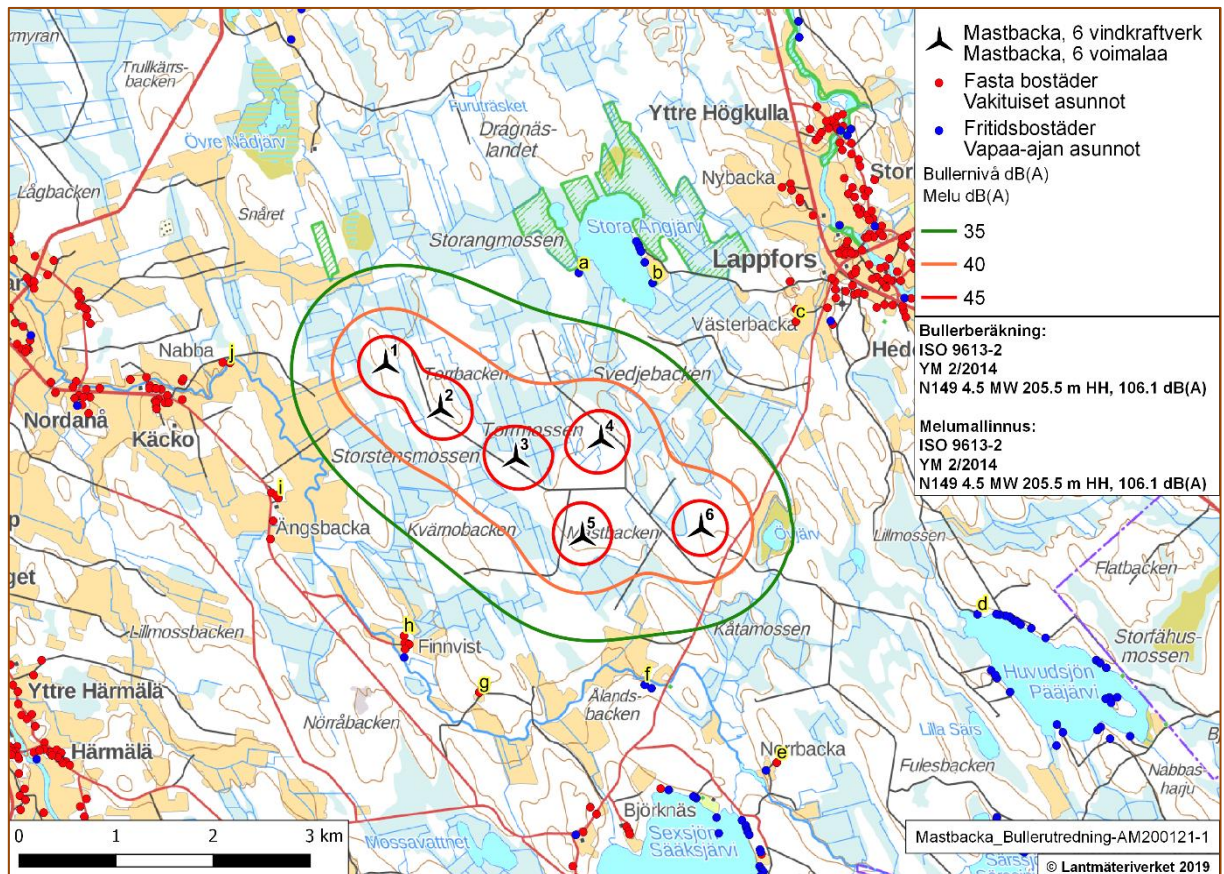 Mastbacka, 6 vindkraftverk
Mastbacka, 6 voimalaa
Fasta bostäder
Vakituiset asunnot
Fritidsbostäder
Vapaa-ajan asunnot
Bullernivå dB(A)
Melu dB(A)
35
40
45
Bullerberäkning:
ISO 9613-2
YM 2/2014
N149 4.5 MW 205.5 m HH, 106.1 dB(A)
Melumallinnus:
ISO 9613-2
YM 2/2014
N149 4.5 MW 205.5 m HH, 106.1 dB(A)
Trullkärrs-
backen
Furuträsket
Dragnäs-
landet
Yttre Högkulla
Övre Nådjärv
Nybacka
Lågbacken
Snåret
Storangmossen
Stora Ängjärv
Lappfors
a
b
c
Västerbacka
Nabba
j
1
Torrbacken
Svedjebacken
2
Nordanå
Käcko
Storstensmossen
Tornmossen
3
4
i
Ängsbacka
Kvärnobacken
Mastbacken
5
6
Övjärv
Lillmossen
Flatbacken
d
Lillmossbacken
h
Finnvist
Kåtamossen
Storfähus-
mossen
Huvudsjön
Pääjärvi
g
f
Ålands-
backen
Yttre Härmälä
Nörråbacken
Lilla Särs
Härmälä
Norrbacka
e
Fulesbacken
Nabbas-
harju
Björknäs
Sexsjön
Sääksjärvi
Mossavattnet
0 1 2 3 km
Mastbacka_Bullerutredning-AM200121-1
© Lantmäteriverket 2019